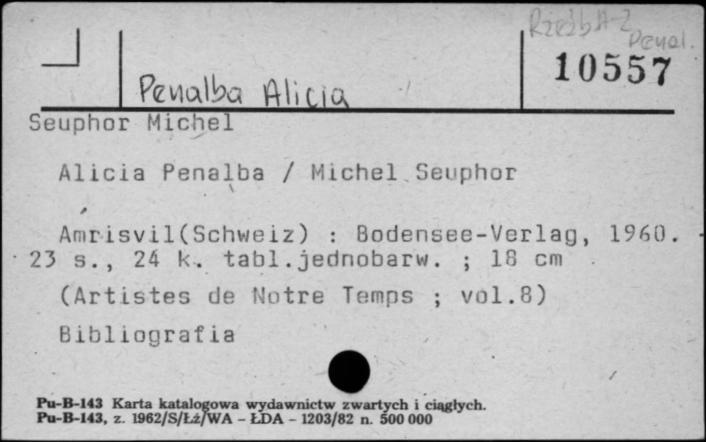 Rzeźb A-Z
Penal.
10557
Penalba Alicia
Seuphor Michel
Alicia Penalba / Michel Seuphor
Amrisvil(Schweiz) : Bodensee-Verlag, 1960.
23 s., 24 k. tabl.jednobarw. ; 18 cm
(Artistes de Notre Temps ; vol.8)
Bibliografia
Pu-B-143 Karta katalogowa wydawnictw zwartych i ciągłych.
Pu-B-143, z. 1962/S/Łż/WA – ŁDA – 1203/82 n. 500 000